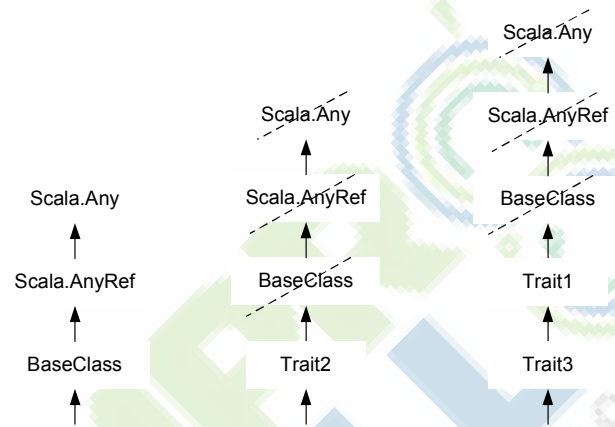 Scala.Any
Scala.Any
Scala.AnyRef
Scala.Any
Scala.AnyRef
BaseClass
Scala.AnyRef
BaseClass
Trait1
BaseClass
Trait2
Trait3